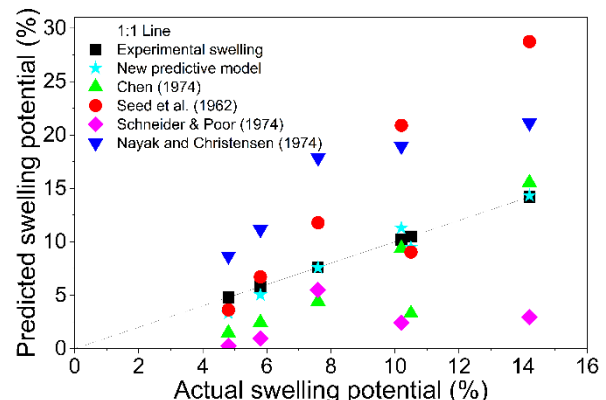 Predicted swelling potential (%)
30
25
20
15
10
5
0
1:1 Line
Experimental swelling
New predictive model
Chen (1974)
Seed et al. (1962)
Schneider & Poor (1974)
Nayak and Christensen (1974)
0 2 4 6 8 10 12 14 16
Actual swelling potential (%)